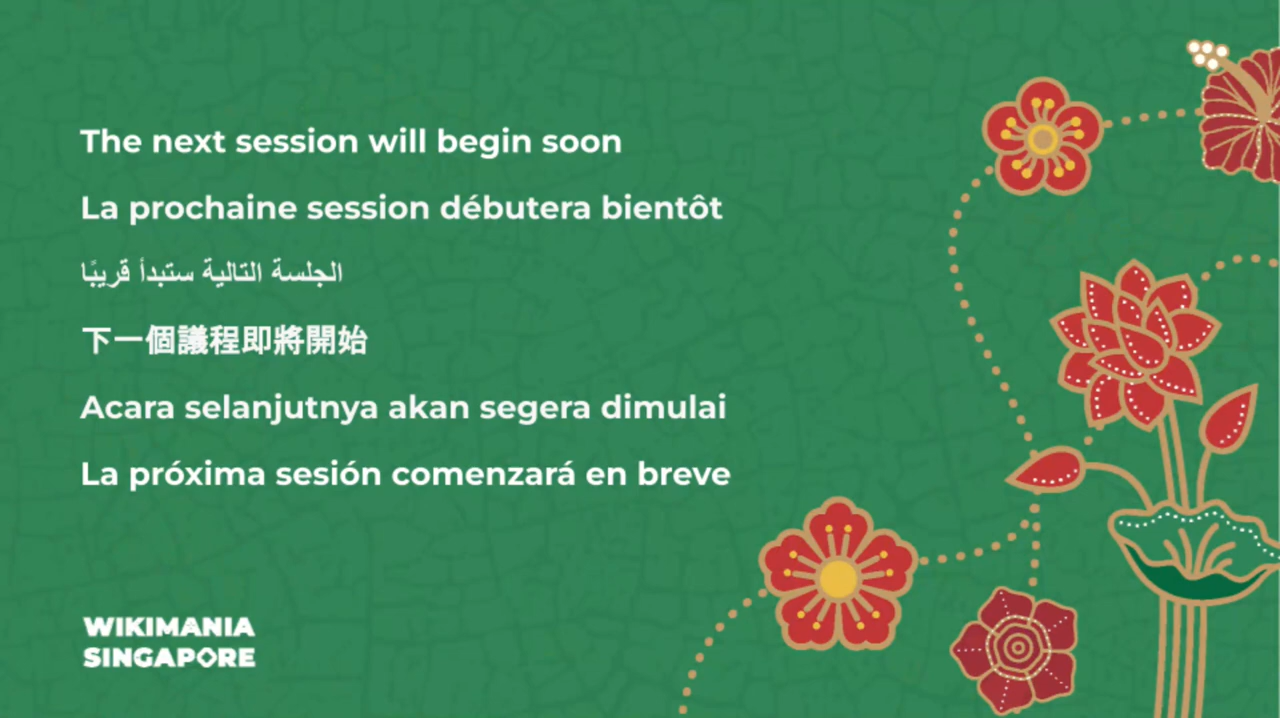 The next session will begin soon
La prochaine session débutera bientôt
الجلسة التالية ستبدأ قريبًا
下一個議程即將開始
Acara selanjutnya akan segera dimulai
La próxima sesión comenzará en breve
WIKIMANIA
SINGAPORE